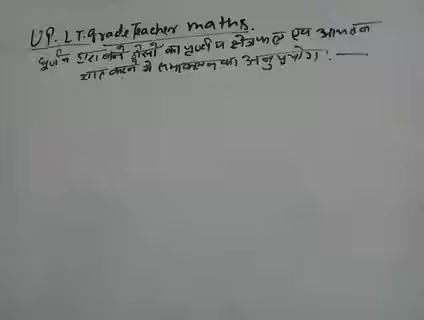 UP. LT. grade Teacher maths.
घूर्णन द्वारा बने ठोसों का पृष्ठीय क्षेत्रफल एवं आयतन
ज्ञात करने में समाकलन का अनुप्रयोग। —